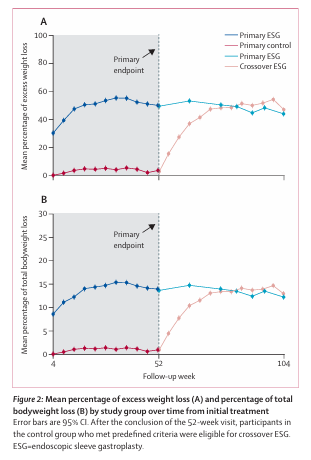 A
Mean percentage of excess weight loss
100
80
60
40
20
0
Primary
endpoint
Primary ESG
Primary control
Primary ESG
Crossover ESG
52
B
Mean percentage of total bodyweight loss
30
25
20
15
10
5
0
Primary
endpoint
4
52
104
Follow-up week
Figure 2: Mean percentage of excess weight loss (A) and percentage of total
bodyweight loss (B) by study group over time from initial treatment
Error bars are 95% CI. After the conclusion of the 52-week visit, participants in
the control group who met predefined criteria were eligible for crossover ESG.
ESG=endoscopic sleeve gastroplasty.